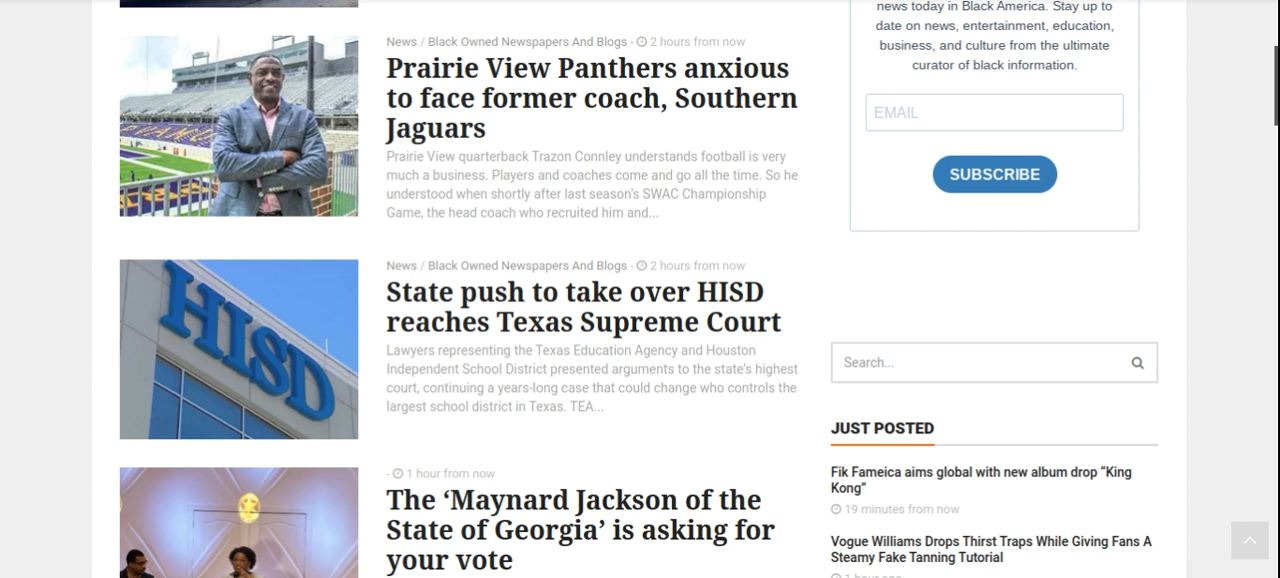 News / Black Owned Newspapers And Blogs - 2 hours from now
Prairie View Panthers anxious
to face former coach, Southern
Jaguars
Prairie View quarterback Trazon Connley understands football is very
much a business. Players and coaches come and go all the time. So he
understood when shortly after last season's SWAC Championship
Game, the head coach who recruited him and...
HISD
News / Black Owned Newspapers And Blogs - 2 hours from now
State push to take over HISD
reaches Texas Supreme Court
Lawyers representing the Texas Education Agency and Houston
Independent School District presented arguments to the state's highest
court, continuing a years-long case that could change who controls the
largest school district in Texas. TEA...
- 1 hour from now
The ‘Maynard Jackson of the
State of Georgia’ is asking for
your vote
news today in Black America. Stay up to
date on news, entertainment, education,
business, and culture from the ultimate
curator of black information.
EMAIL
SUBSCRIBE
Search...
JUST POSTED
Fik Fameica aims global with new album drop “King
Kong”
19 minutes from now
Vogue Williams Drops Thirst Traps While Giving Fans A
Steamy Fake Tanning Tutorial